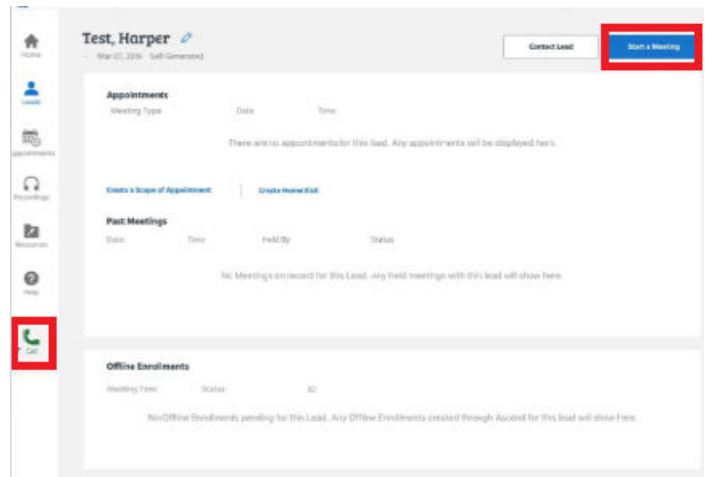 Test, Harper
Mar 07, 2016 Self Generated
Contact Lead
Start a Meeting
Home
Leads
Appointments
Recordings
Resources
Help
Call
Appointments
Meeting Type Date Time
There are no appointments for this lead. Any appointments will be displayed here.
Create a Scope of Appointment | Create Home Visit
Past Meetings
Date Time Held By Status
No Meetings on record for this Lead. Any held meetings with this lead will show here.
Offline Enrollments
Meeting Time Status ID
No Offline Enrollments pending for this Lead. Any Offline Enrollments created through Ascend for this lead will show here.